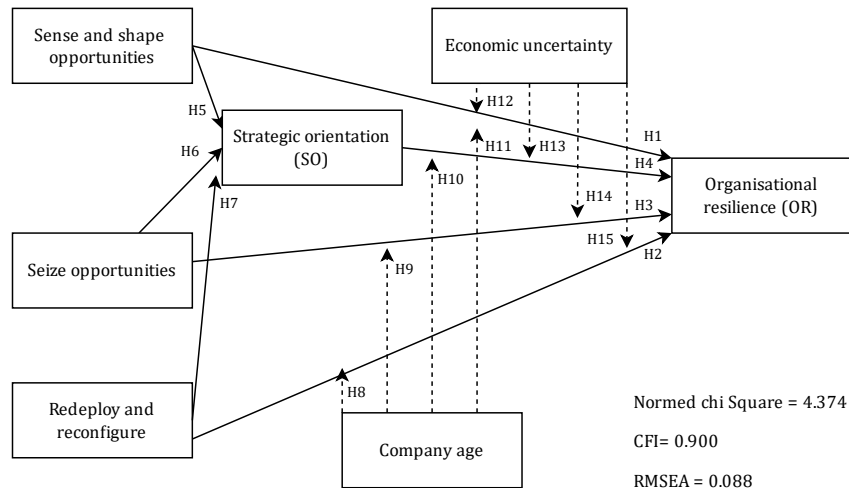 Sense and shape
opportunities
Economic uncertainty
H12
H5
H1
Strategic orientation
(SO)
H11
H13
H4
H6
H10
Organisational
resilience (OR)
H7
H14
H3
H15
H2
Seize opportunities
H9
H8
Redeploy and
reconfigure
Company age
Normed chi Square = 4.374
CFI= 0.900
RMSEA = 0.088